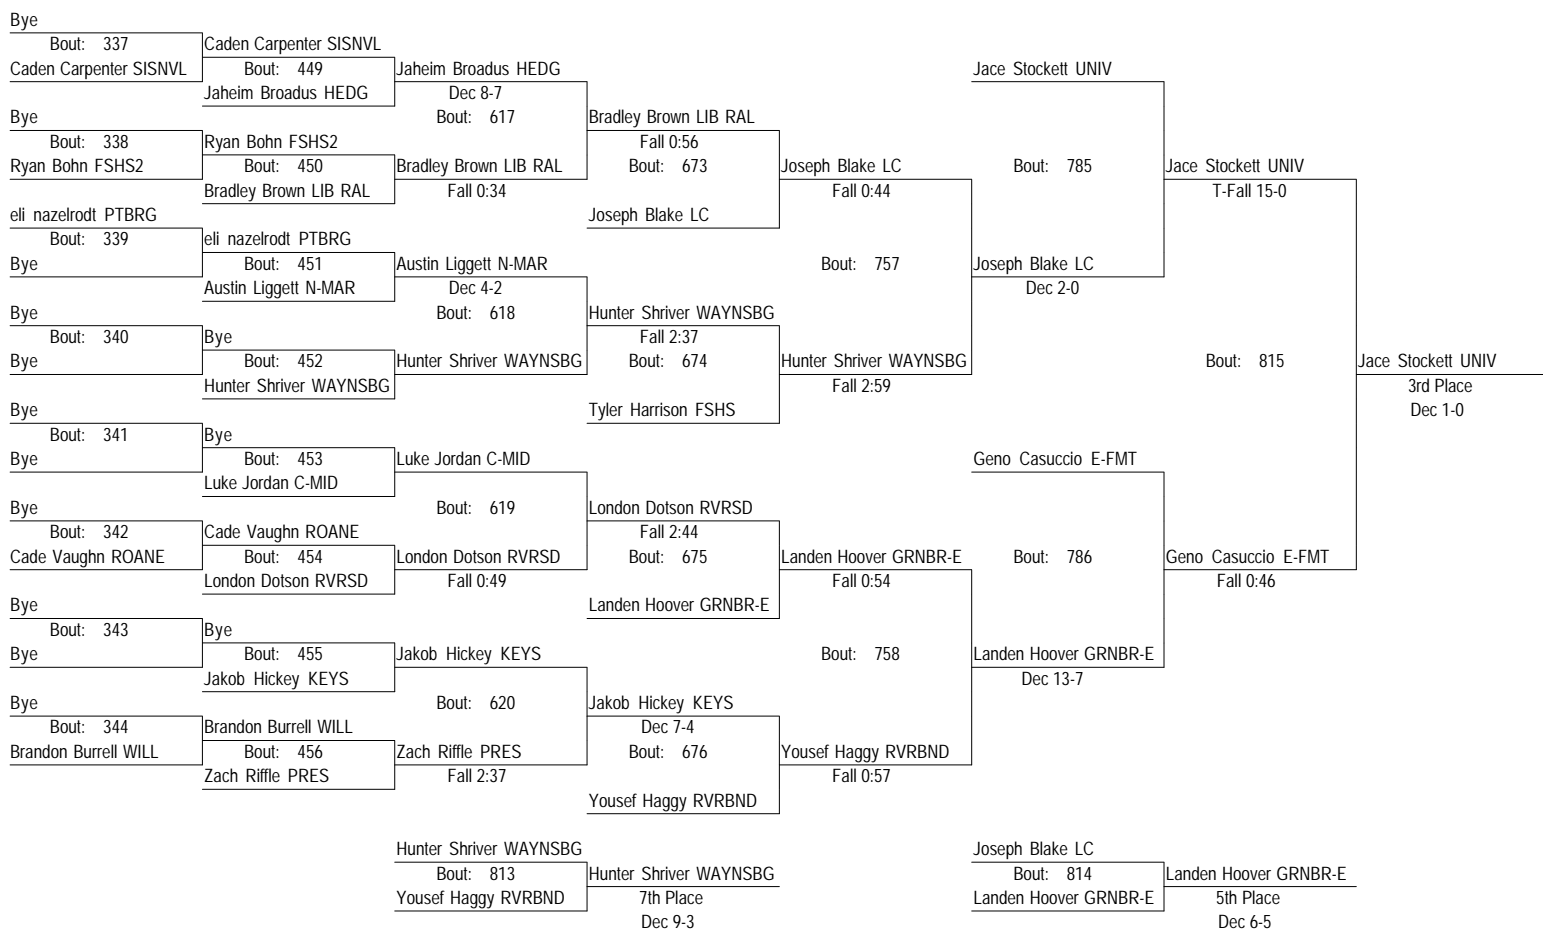 Bye
Bout: 337
Caden Carpenter SISNVL
Caden Carpenter SISNVL
Bout: 449
Jaheim Broadus HEDG
Jaheim Broadus HEDG
Dec 8-7
Bout: 617
Bye
Bout: 338
Ryan Bohn FSHS2
Ryan Bohn FSHS2
Bout: 450
Bradley Brown LIB RAL
Bradley Brown LIB RAL
Fall 0:34
Bradley Brown LIB RAL
Fall 0:56
Bout: 673
Joseph Blake LC
Joseph Blake LC
Fall 0:44
eli nazelrodt PTBRG
Bout: 339
Bye
eli nazelrodt PTBRG
Bout: 451
Austin Liggett N-MAR
Austin Liggett N-MAR
Dec 4-2
Bout: 618
Bye
Bout: 340
Bye
Bye
Bout: 452
Hunter Shriver WAYNSBG
Hunter Shriver WAYNSBG
Hunter Shriver WAYNSBG
Fall 2:37
Bout: 674
Tyler Harrison FSHS
Hunter Shriver WAYNSBG
Fall 2:59
Bout: 757
Joseph Blake LC
Dec 2-0
Jace Stockett UNIV
Bout: 785
Jace Stockett UNIV
T-Fall 15-0
Bye
Bout: 341
Bye
Bye
Bout: 453
Luke Jordan C-MID
Luke Jordan C-MID
Bout: 619
Bye
Bout: 342
Cade Vaughn ROANE
Cade Vaughn ROANE
Bout: 454
London Dotson RVRSD
London Dotson RVRSD
Fall 0:49
London Dotson RVRSD
Fall 2:44
Bout: 675
Landen Hoover GRNBR-E
Landen Hoover GRNBR-E
Fall 0:54
Bye
Bout: 343
Bye
Bye
Bout: 455
Jakob Hickey KEYS
Jakob Hickey KEYS
Bout: 620
Bye
Bout: 344
Brandon Burrell WILL
Brandon Burrell WILL
Bout: 456
Zach Riffle PRES
Zach Riffle PRES
Fall 2:37
Jakob Hickey KEYS
Dec 7-4
Bout: 676
Yousef Haggy RVRBND
Yousef Haggy RVRBND
Fall 0:57
Bout: 758
Landen Hoover GRNBR-E
Dec 13-7
Geno Casuccio E-FMT
Bout: 786
Geno Casuccio E-FMT
Fall 0:46
Bout: 815
Jace Stockett UNIV
3rd Place
Dec 1-0
Hunter Shriver WAYNSBG
Bout: 813
Yousef Haggy RVRBND
Hunter Shriver WAYNSBG
7th Place
Dec 9-3
Joseph Blake LC
Bout: 814
Landen Hoover GRNBR-E
Landen Hoover GRNBR-E
5th Place
Dec 6-5